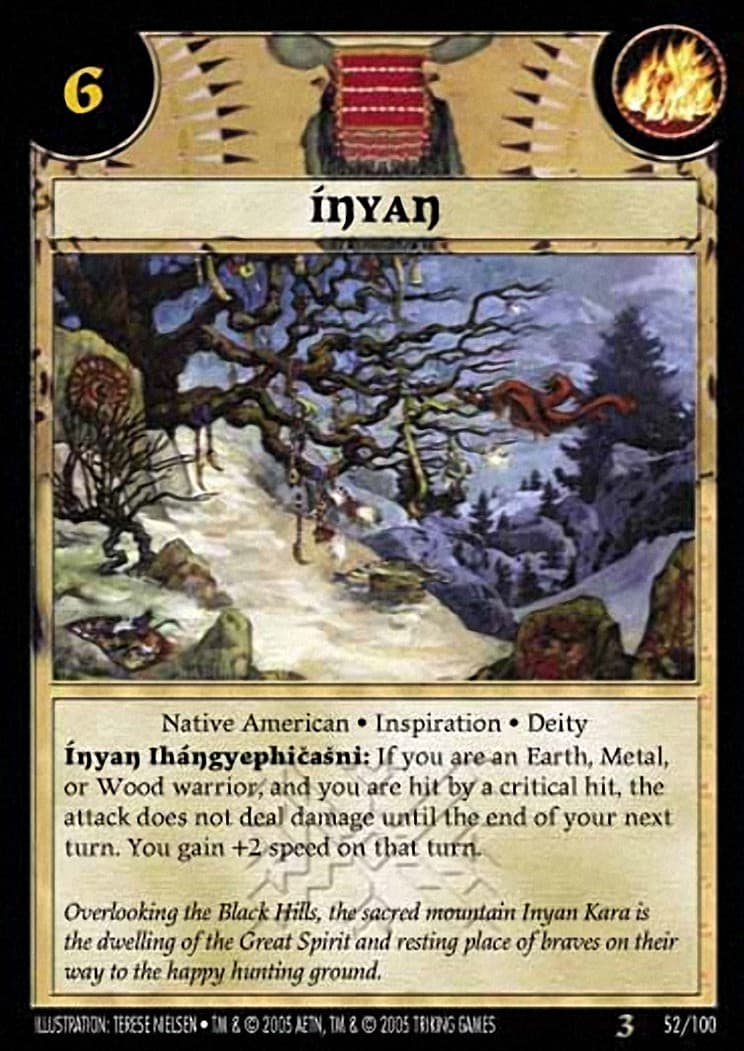 6
íŋyaŋ
Native American • Inspiration • Deity
Íŋyaŋ Iháŋgyephičašni: If you are an Earth, Metal,
or Wood warrior, and you are hit by a critical hit, the
attack does not deal damage until the end of your next
turn. You gain +2 speed on that turn.
Overlooking the Black Hills, the sacred mountain Inyan Kara is
the dwelling of the Great Spirit and resting place of braves on their
way to the happy hunting ground.
ILLUSTRATION: TERESE NIELSEN • TM & © 2005 AETN, TM & © 2005 TRIKING GAMES 3 52/100